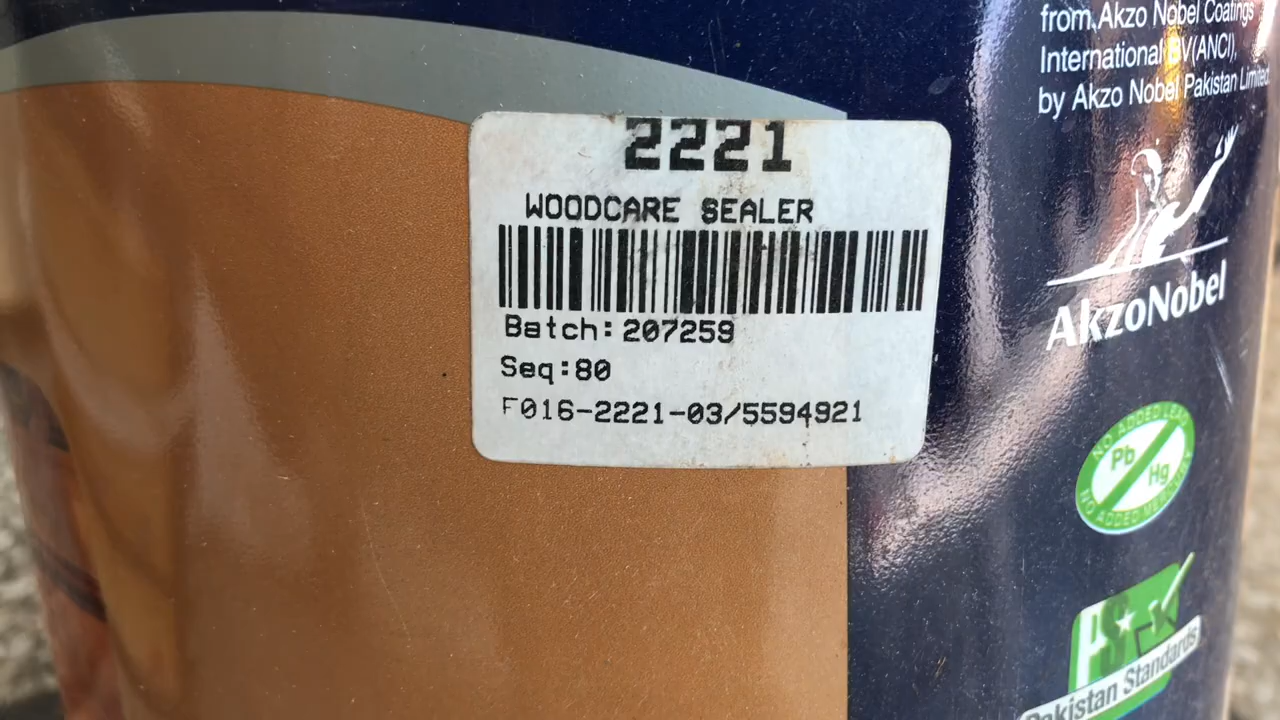 2221
WOODCARE SEALER
Batch: 207259
Seq:80
F016-2221-03/5594921
from Akzo Nobel Coatings
International BV(ANCI),
by Akzo Nobel Pakistan Limited
AkzoNobel
NO ADDED LEAD
Pb
Hg
NO ADDED MERCURY
PS
Pakistan Standards